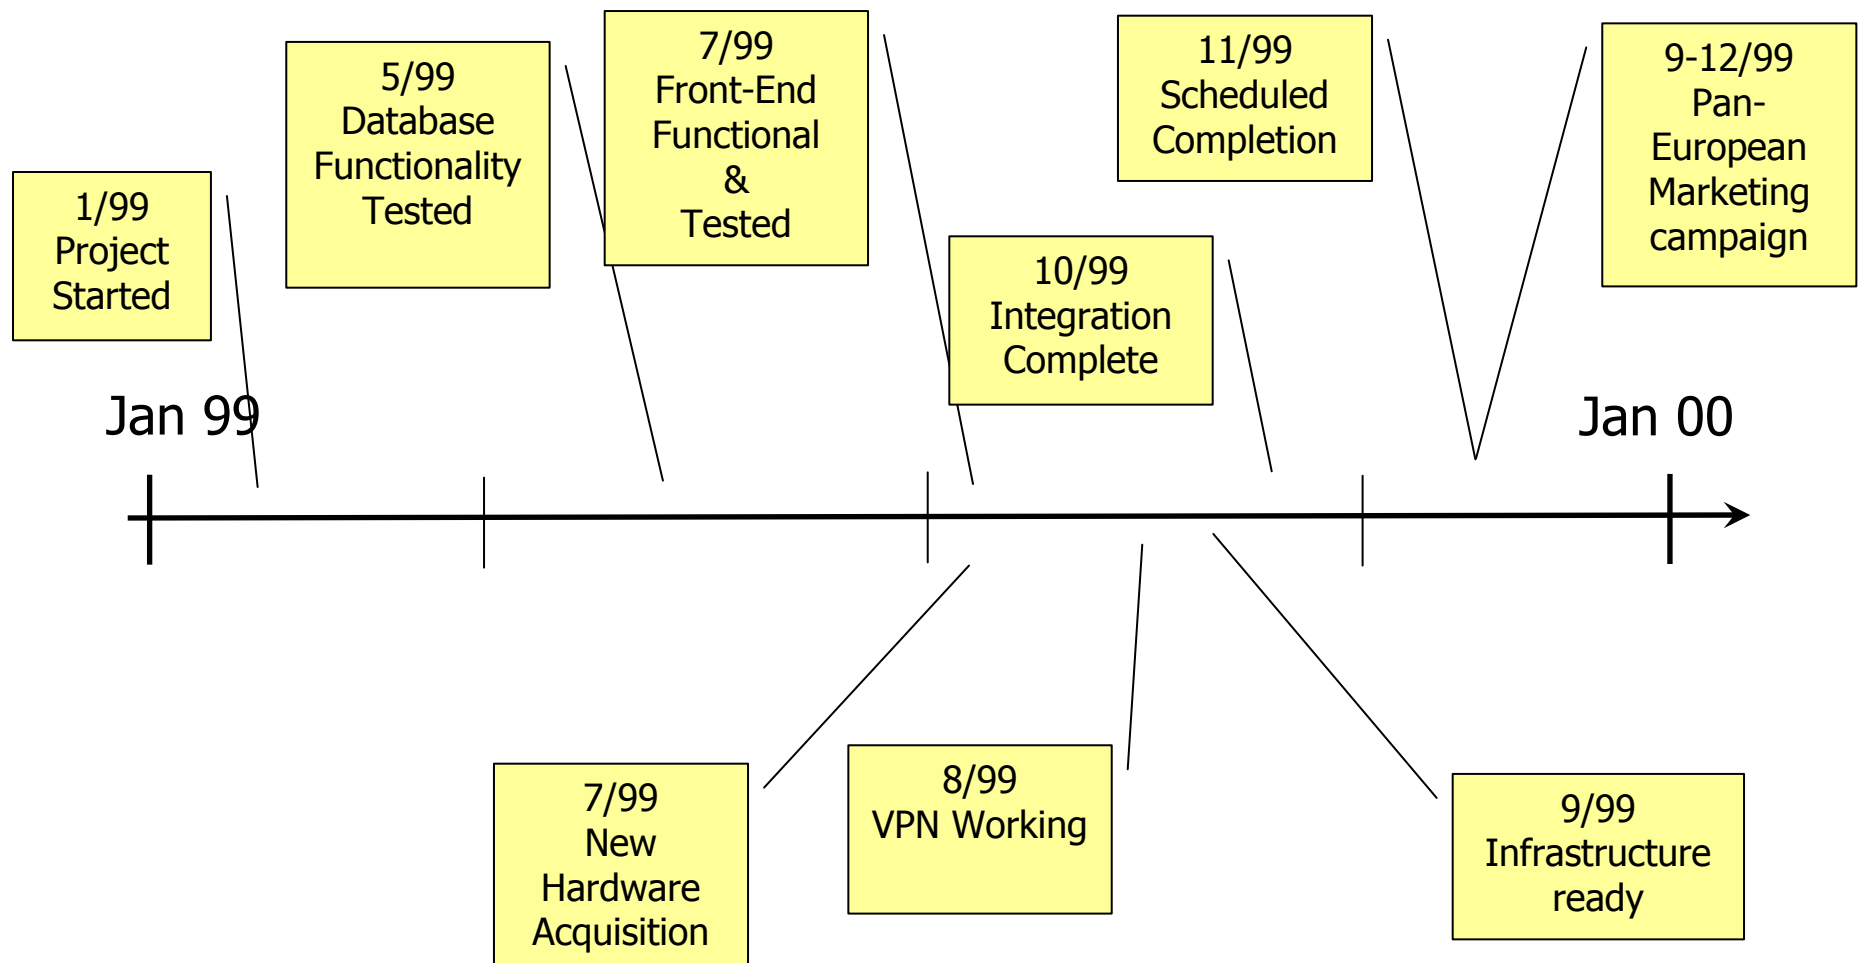 1/99
Project
Started
5/99
Database
Functionality
Tested
7/99
Front-End
Functional
&
Tested
10/99
Integration
Complete
11/99
Scheduled
Completion
9-12/99
Pan-
European
Marketing
campaign
Jan 99
Jan 00
7/99
New
Hardware
Acquisition
8/99
VPN Working
9/99
Infrastructure
ready